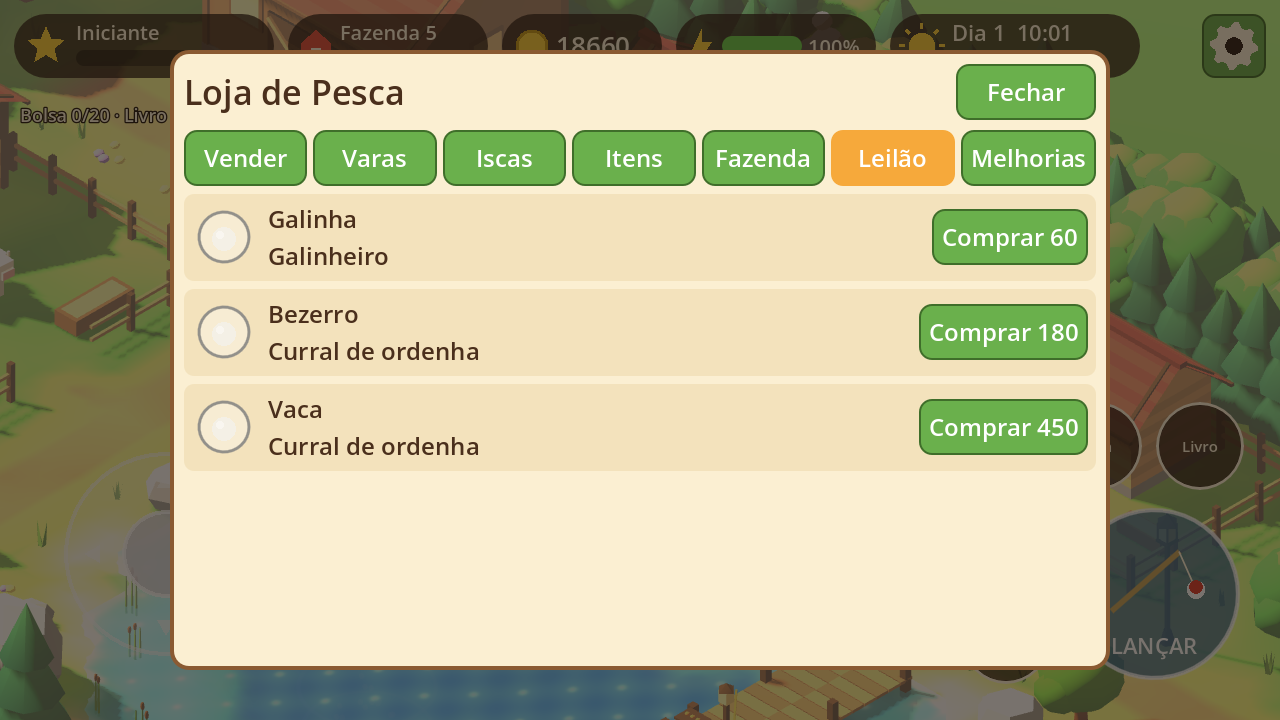 Iniciante
Fazenda 5
18660
100%
Dia 1 10:01
Bolsa 0/20 · Livro
Loja de Pesca
Fechar
Vender
Varas
Iscas
Itens
Fazenda
Leilão
Melhorias
Galinha
Galinheiro
Comprar 60
Bezerro
Curral de ordenha
Comprar 180
Vaca
Curral de ordenha
Comprar 450
Livro
LANÇAR